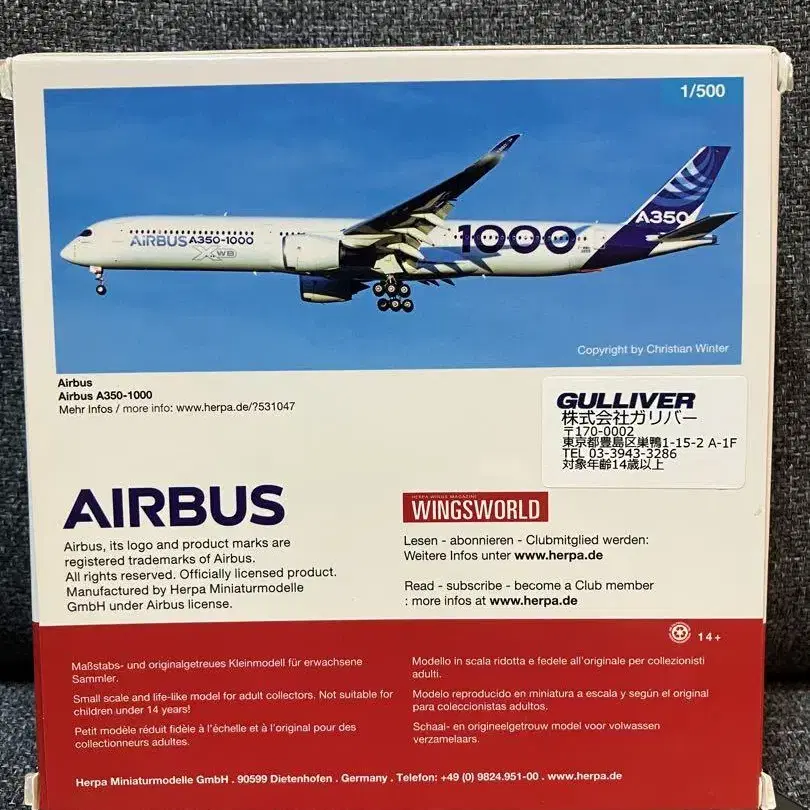 1/500
AIRBUS A350-1000
XWB
1000
A350
Copyright by Christian Winter
Airbus
Airbus A350-1000
Mehr Infos / more info: www.herpa.de/?531047
GULLIVER
株式会社ガリバー
〒170-0002
東京都豊島区巣鴨1-15-2 A-1F
TEL 03-3943-3286
対象年齢14歳以上
AIRBUS
Airbus, its logo and product marks are
registered trademarks of Airbus.
All rights reserved. Officially licensed product.
Manufactured by Herpa Miniaturmodelle
GmbH under Airbus license.
HERPA WINGS MAGAZINE
WINGSWORLD
Lesen - abonnieren - Clubmitglied werden:
Weitere Infos unter www.herpa.de
Read - subscribe - become a Club member
: more infos at www.herpa.de
14+
Maßstabs- und originalgetreues Kleinmodell für erwachsene
Sammler.
Small scale and life-like model for adult collectors. Not suitable for
children under 14 years!
Petit modèle réduit fidèle à l'échelle et à l'original pour des
collectionneurs adultes.
Modello in scala ridotta e fedele all'originale per collezionisti
adulti.
Modelo reproducido en miniatura a escala y según el original
para coleccionistas adultos.
Schaal- en origineelgetrouw model voor volwassen
verzamelaars.
Herpa Miniaturmodelle GmbH . 90599 Dietenhofen . Germany . Telefon: +49 (0) 9824.951-00 . www.herpa.de